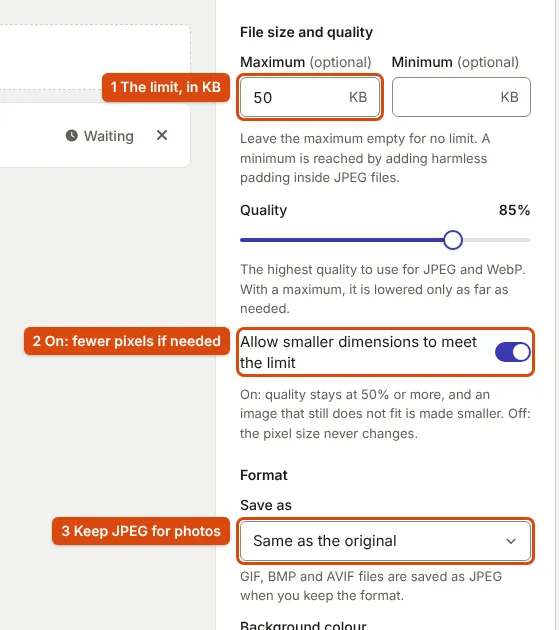 File size and quality
Maximum (optional) Minimum (optional)
1 The limit, in KB
50 KB KB
Waiting
Leave the maximum empty for no limit. A
minimum is reached by adding harmless
padding inside JPEG files.
Quality 85%
The highest quality to use for JPEG and WebP.
With a maximum, it is lowered only as far as
needed.
2 On: fewer pixels if needed
Allow smaller dimensions to meet
the limit
On: quality stays at 50% or more, and an
image that still does not fit is made smaller. Off:
the pixel size never changes.
Format
Save as
3 Keep JPEG for photos
Same as the original
GIF, BMP and AVIF files are saved as JPEG
when you keep the format.
Background colour